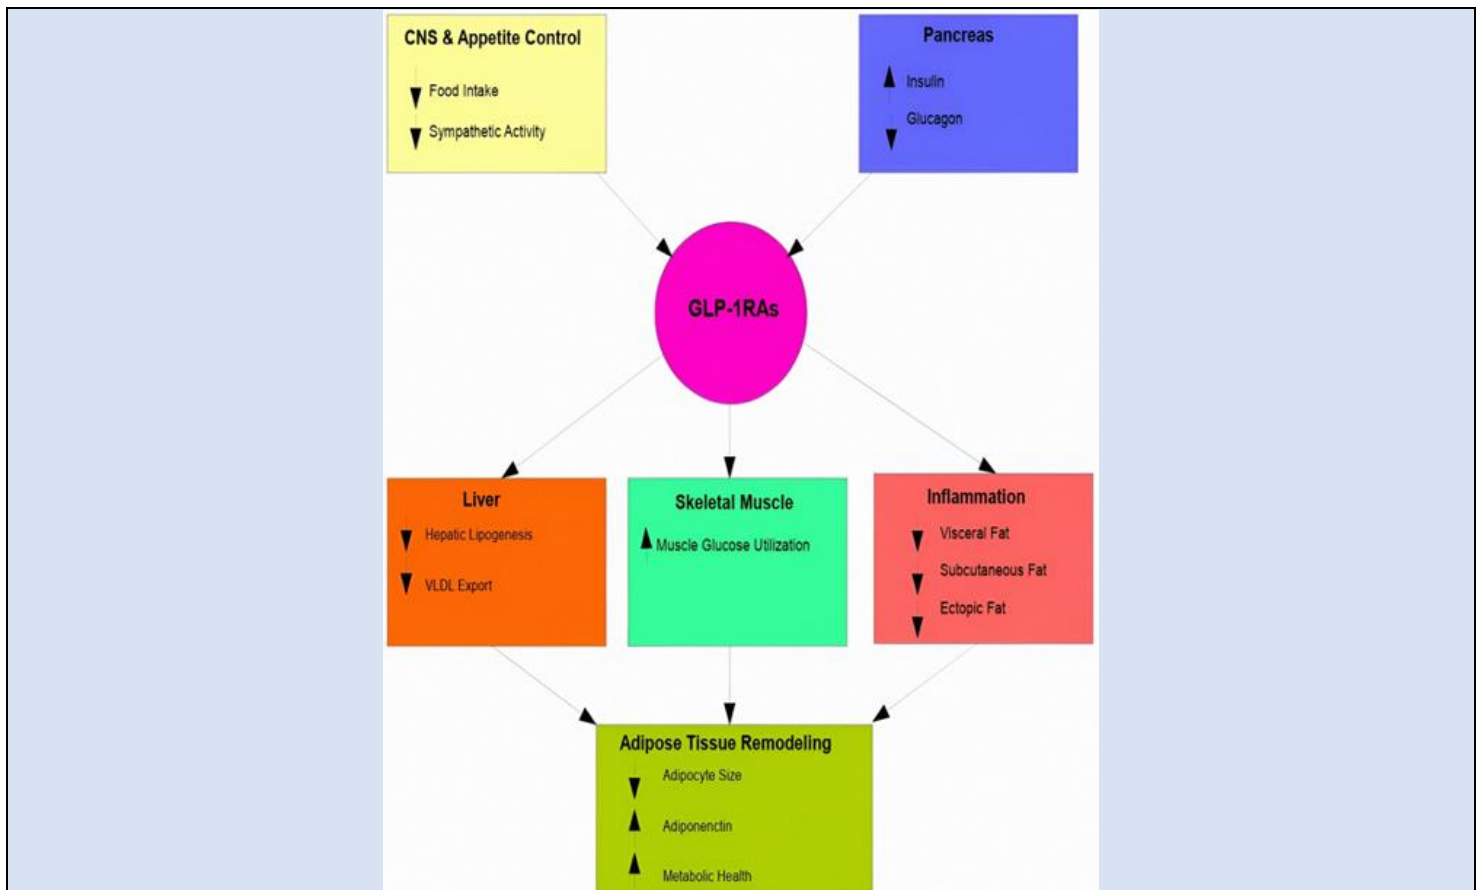 CNS & Appetite Control
Food Intake
Sympathetic Activity
Pancreas
Insulin
Glucagon
GLP-1RAs
Liver
Hepatic Lipogenesis
VLDL Export
Skeletal Muscle
Muscle Glucose Utilization
Inflammation
Visceral Fat
Subcutaneous Fat
Ectopic Fat
Adipose Tissue Remodeling
Adipocyte Size
Adiponenctin
Metabolic Health